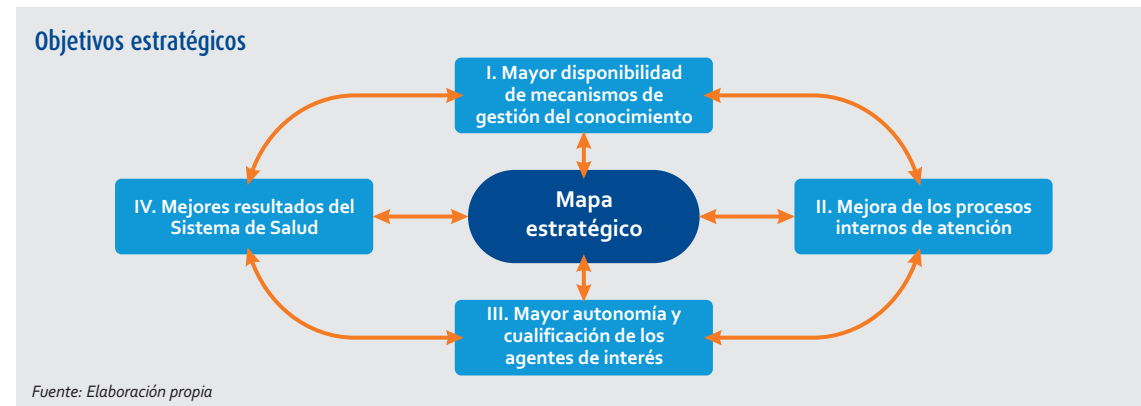 Objetivos estratégicos
I. Mayor disponibilidad
de mecanismos de
gestión del conocimiento
IV. Mejores resultados del
Sistema de Salud
Mapa
estratégico
II. Mejora de los procesos
internos de atención
III. Mayor autonomía y
cualificación de los
agentes de interés
Fuente: Elaboración propia